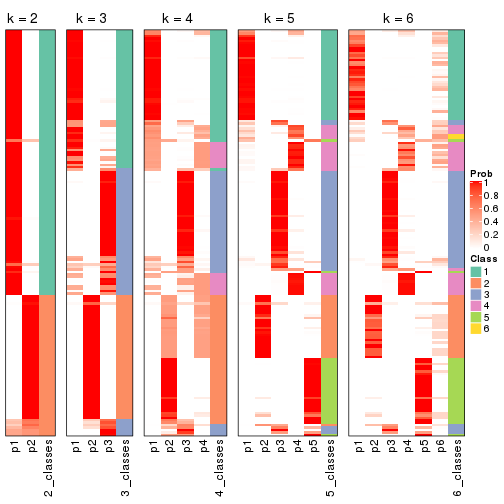 k = 2
k = 3
k = 4
k = 5
k = 6
p1
p2
2_classes
p1
p2
p3
3_classes
p1
p2
p3
p4
4_classes
p1
p2
p3
p4
p5
5_classes
p1
p2
p3
p4
p5
p6
6_classes
Prob
1
0.8
0.6
0.4
0.2
0
Class
1
2
3
4
5
6